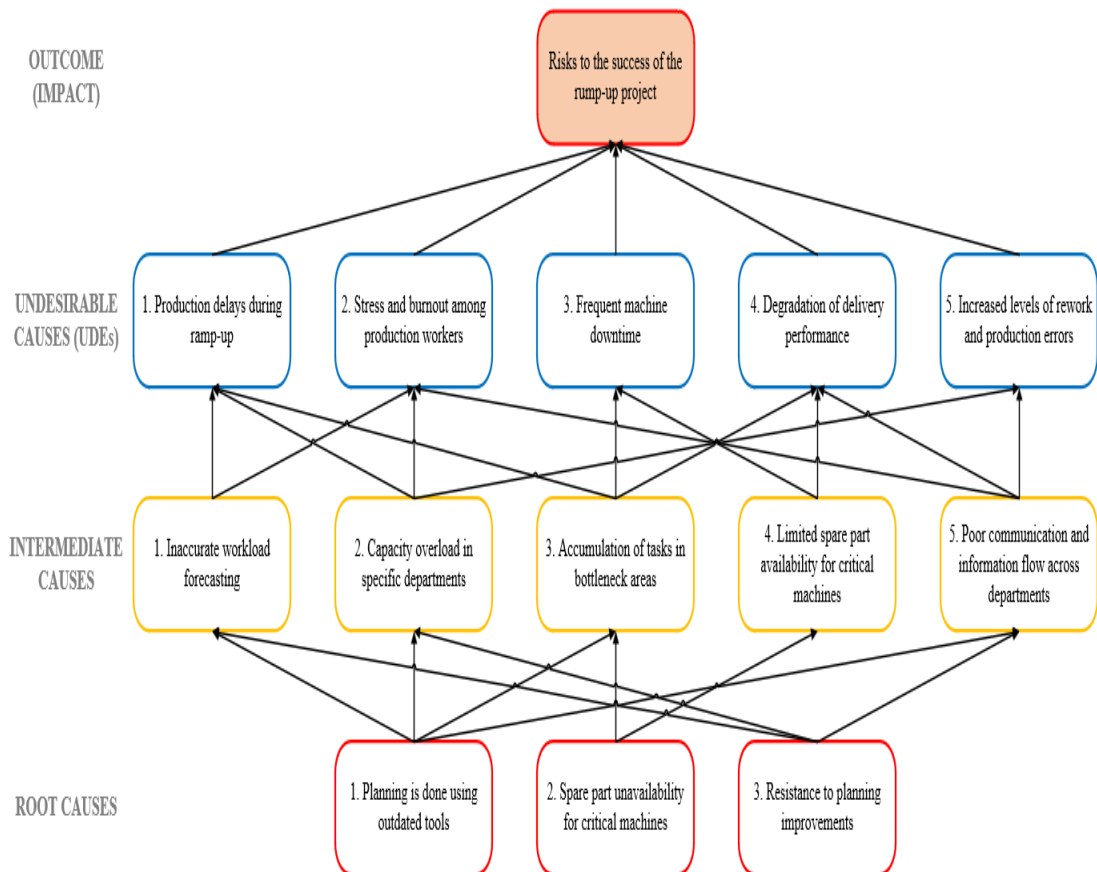 OUTCOME
(IMPACT)
Risks to the success of the
rump-up project
UNDESIRABLE
CAUSES (UDEs)
1. Production delays during
ramp-up
2. Stress and burnout among
production workers
3. Frequent machine
downtime
4. Degradation of delivery
performance
5. Increased levels of rework
and production errors
INTERMEDIATE
CAUSES
1. Inaccurate workload
forecasting
2. Capacity overload in
specific departments
3. Accumulation of tasks in
bottleneck areas
4. Limited spare part
availability for critical
machines
5. Poor communication and
information flow across
departments
ROOT CAUSES
1. Planning is done using
outdated tools
2. Spare part unavailability
for critical machines
3. Resistance to planning
improvements